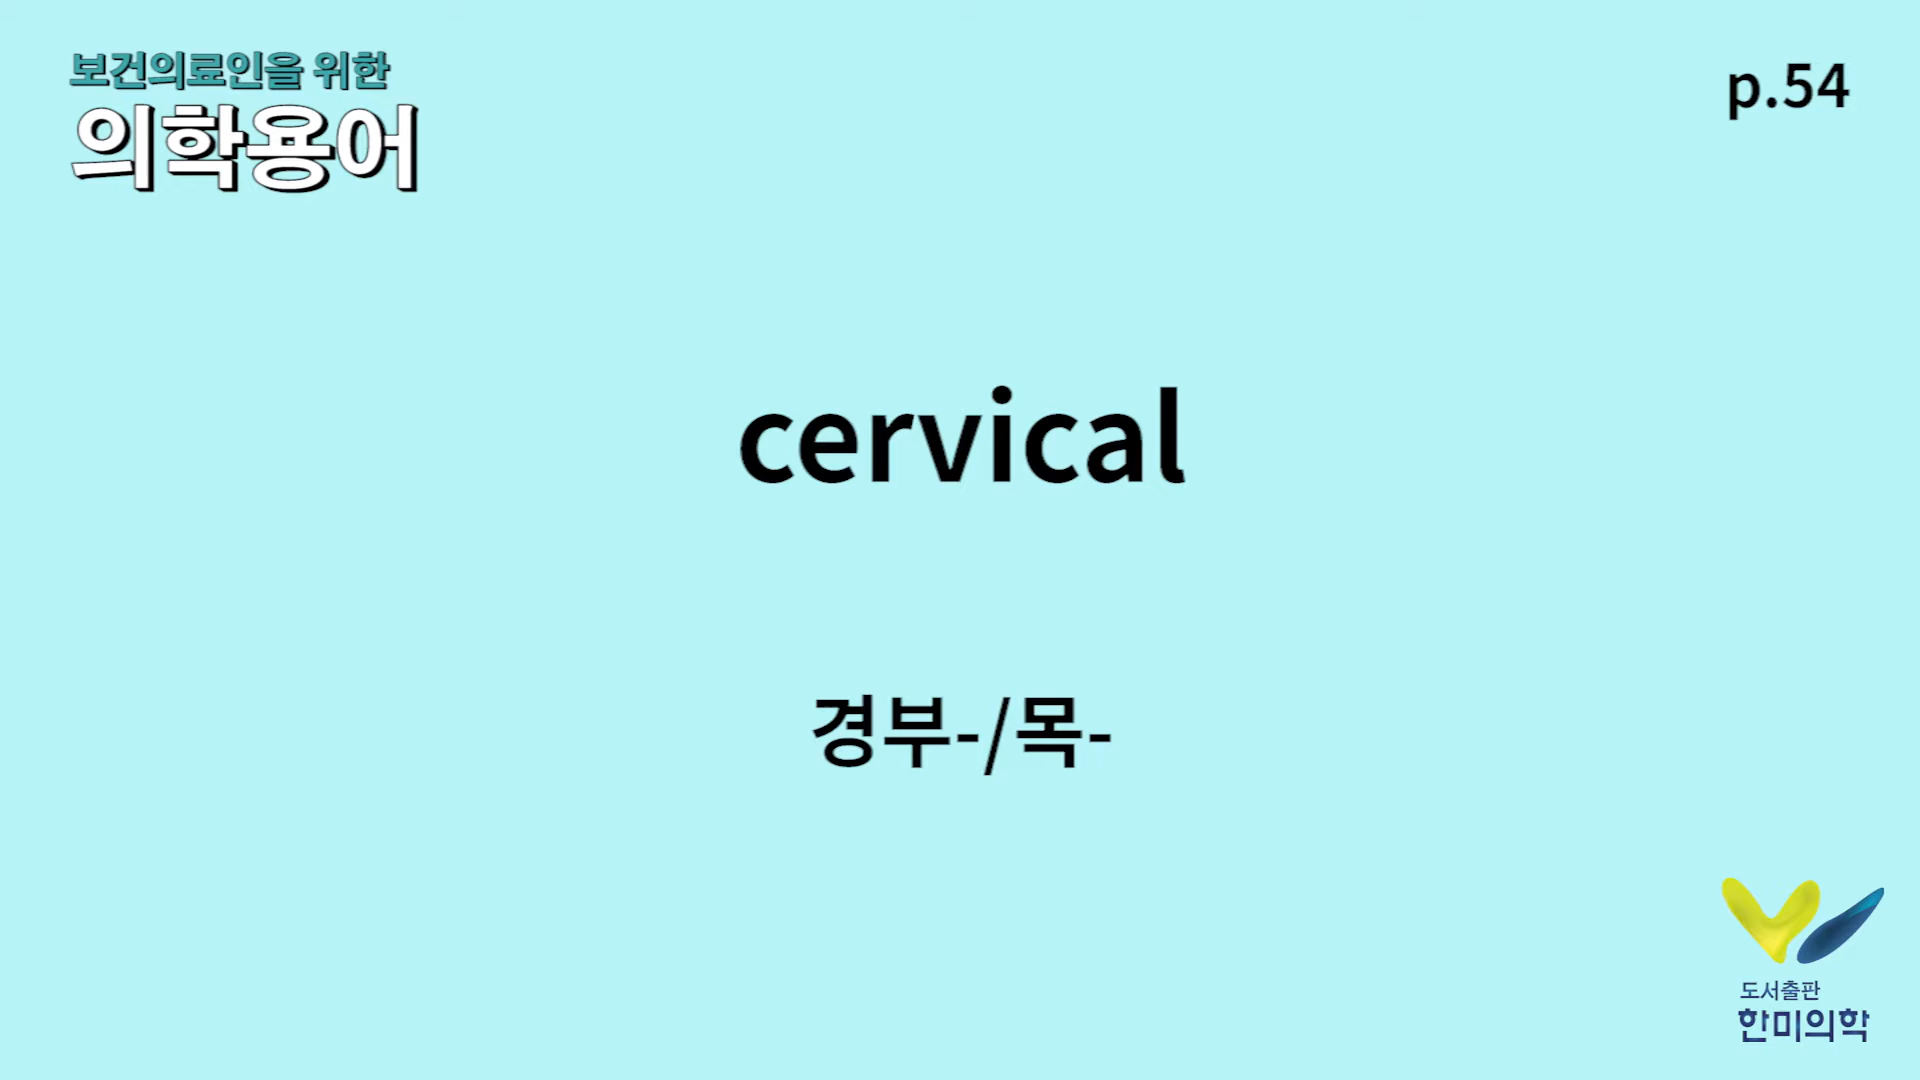 보건의료인을 위한
의학용어
p.54
cervical
경부-/목-
도서출판
한미의학